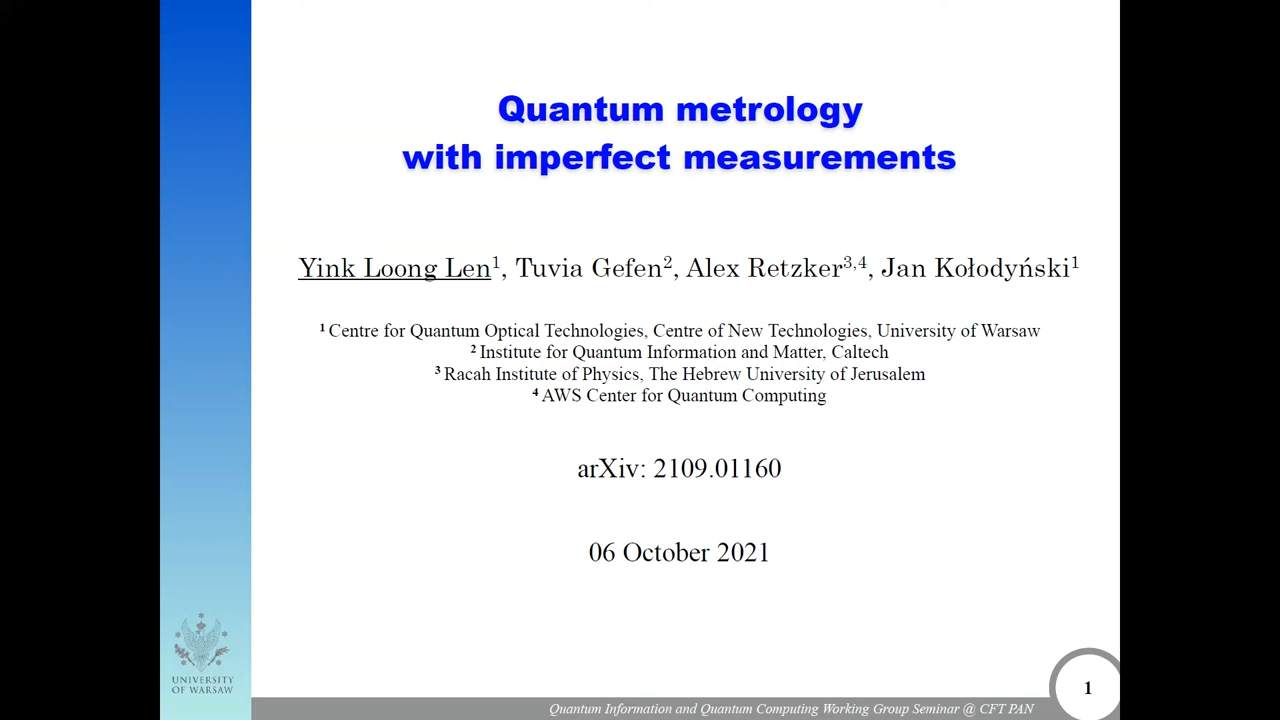 Quantum metrology
with imperfect measurements
Yink Loong Len¹, Tuvia Gefen², Alex Retzker³,⁴, Jan Kołodyński¹
¹ Centre for Quantum Optical Technologies, Centre of New Technologies, University of Warsaw
² Institute for Quantum Information and Matter, Caltech
³ Racah Institute of Physics, The Hebrew University of Jerusalem
⁴ AWS Center for Quantum Computing
arXiv: 2109.01160
06 October 2021
UNIVERSITY
OF WARSAW
Quantum Information and Quantum Computing Working Group Seminar @ CFT PAN
1